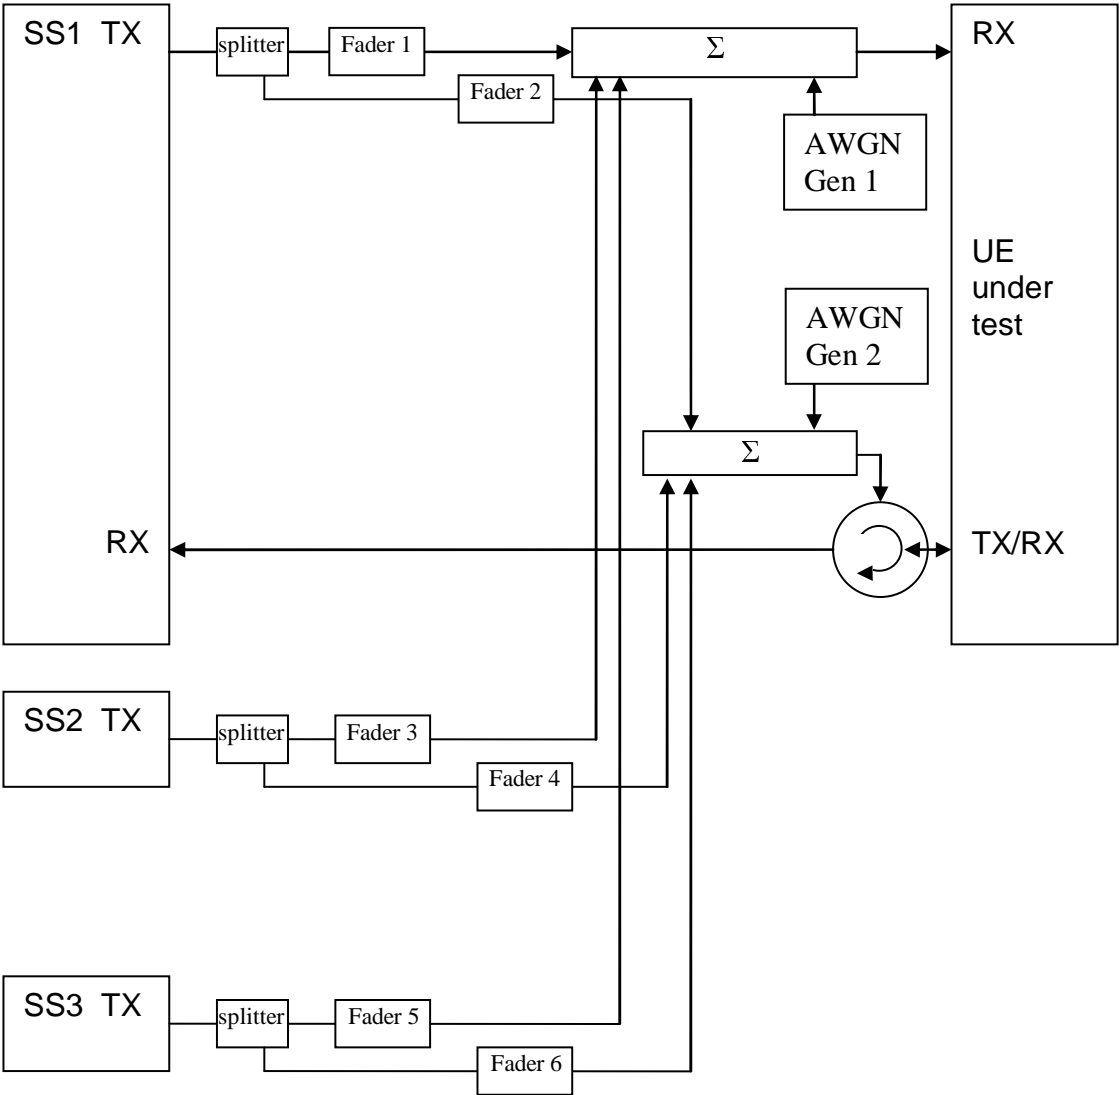 SS1 TX
splitter
Fader 1
Σ
RX
Fader 2
AWGN
Gen 1
UE
under
test
AWGN
Gen 2
Σ
RX
TX/RX
SS2 TX
splitter
Fader 3
Fader 4
SS3 TX
splitter
Fader 5
Fader 6